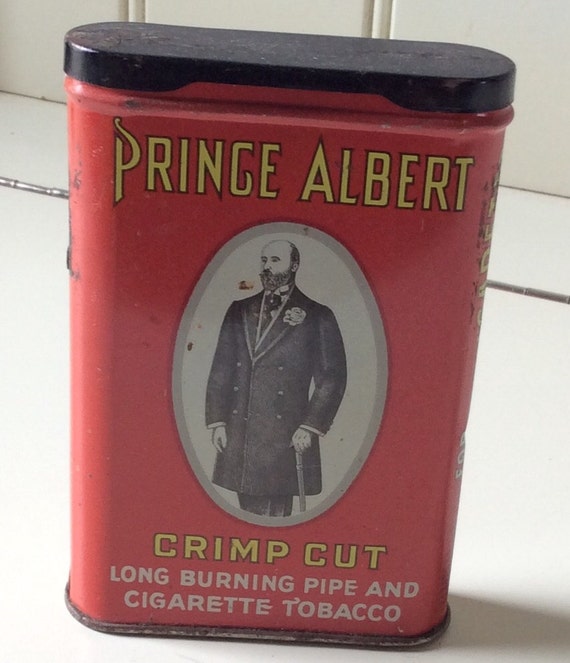 PRINCE ALBERT
CRIMP CUT
LONG BURNING PIPE AND
CIGARETTE TOBACCO